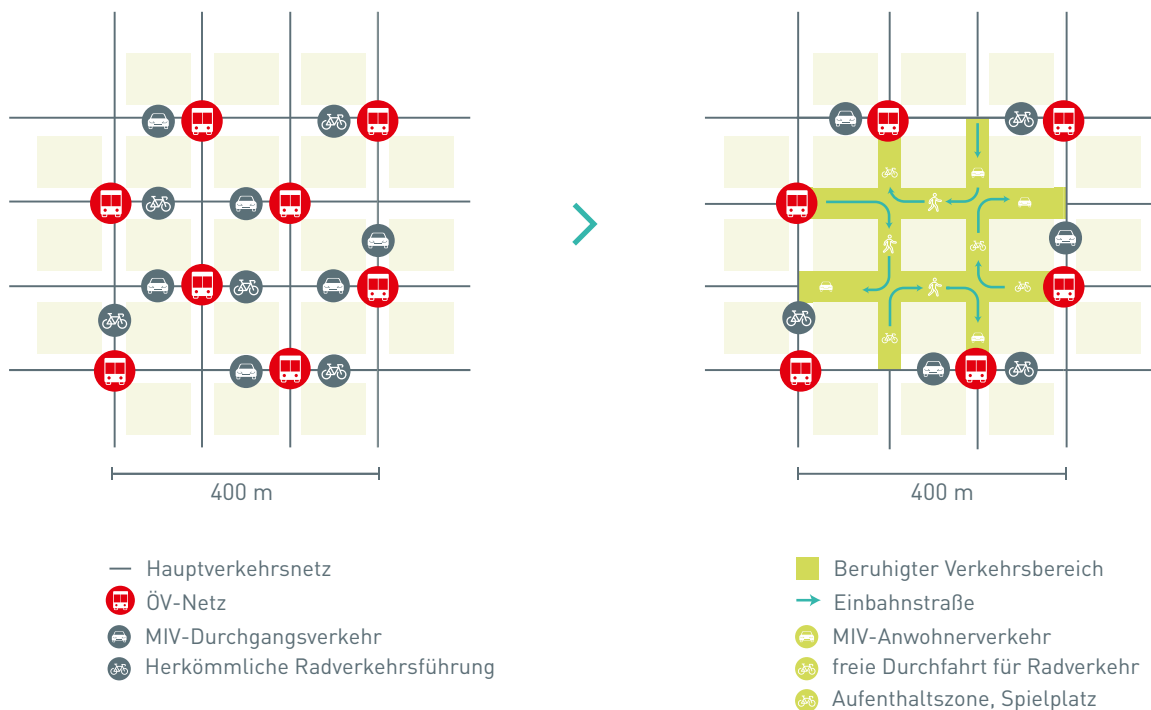 400 m
400 m
Hauptverkehrsnetz
ÖV-Netz
MIV-Durchgangsverkehr
Herkömmliche Radverkehrsführung
Beruhigter Verkehrsbereich
Einbahnstraße
MIV-Anwohnerverkehr
freie Durchfahrt für Radverkehr
Aufenthaltszone, Spielplatz